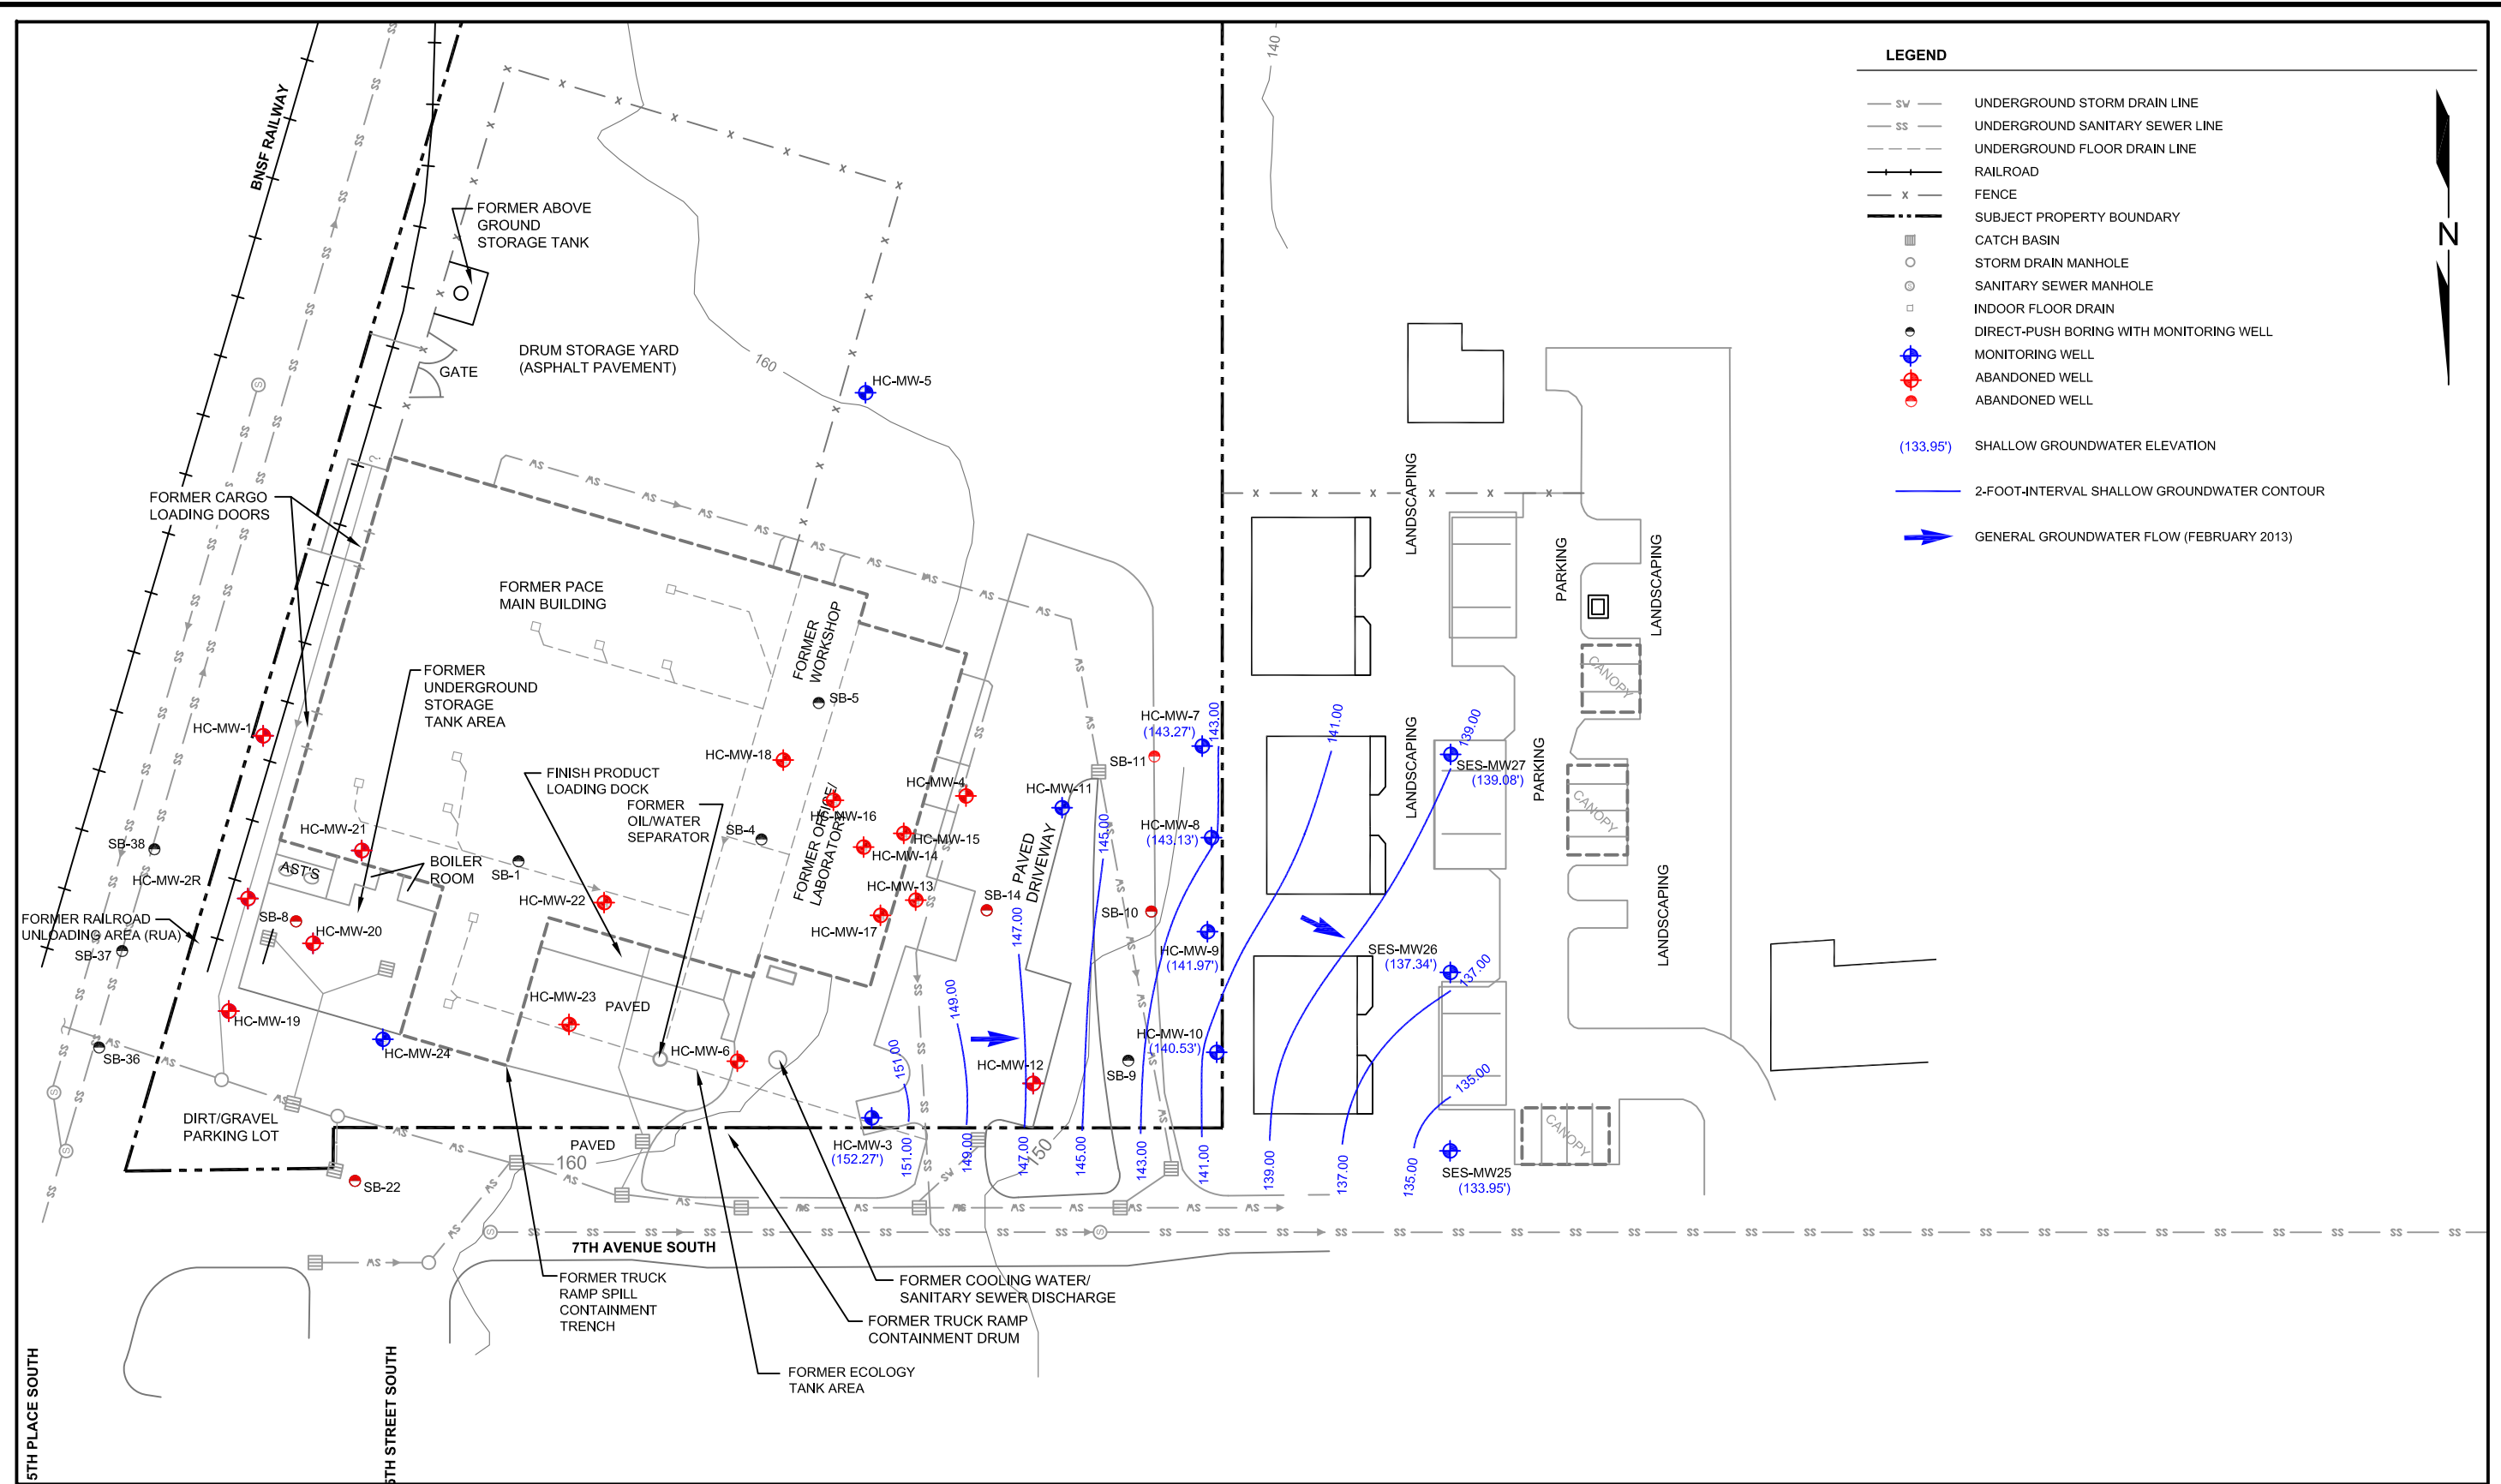 LEGEND
SW
UNDERGROUND STORM DRAIN LINE
SS
UNDERGROUND SANITARY SEWER LINE
UNDERGROUND FLOOR DRAIN LINE
RAILROAD
X
FENCE
SUBJECT PROPERTY BOUNDARY
CATCH BASIN
STORM DRAIN MANHOLE
SANITARY SEWER MANHOLE
INDOOR FLOOR DRAIN
DIRECT-PUSH BORING WITH MONITORING WELL
MONITORING WELL
ABANDONED WELL
ABANDONED WELL
(133.95') SHALLOW GROUNDWATER ELEVATION
2-FOOT-INTERVAL SHALLOW GROUNDWATER CONTOUR
GENERAL GROUNDWATER FLOW (FEBRUARY 2013)
N
140
BNSF RAILWAY
FORMER ABOVE
GROUND
STORAGE TANK
DRUM STORAGE YARD
(ASPHALT PAVEMENT)
GATE
160
HC-MW-5
FORMER CARGO
LOADING DOORS
FORMER PACE
MAIN BUILDING
FORMER
WORKSHOP
FORMER
UNDERGROUND
STORAGE
TANK AREA
SB-5
HC-MW-1
HC-MW-18
FINISH PRODUCT
LOADING DOCK
FORMER
OIL/WATER
SEPARATOR
HC-MW-4
HC-MW-16
HC-MW-15
HC-MW-14
SB-4
FORMER OFFICE/
LABORATORY
HC-MW-13
HC-MW-17
SB-14
PAVED
DRIVEWAY
HC-MW-11
SB-11
SB-10
HC-MW-7
(143.27')
143.00
HC-MW-8
(143.13')
HC-MW-9
(141.97')
HC-MW-10
(140.53')
SB-9
HC-MW-12
145.00
147.00
149.00
151.00
141.00
139.00
137.00
135.00
SES-MW27
(139.08')
SES-MW26
(137.34')
SES-MW25
(133.95')
LANDSCAPING
LANDSCAPING
LANDSCAPING
LANDSCAPING
PARKING
PARKING
CANOPY
CANOPY
CANOPY
HC-MW-21
SB-38
HC-MW-2R
AST'S
BOILER
ROOM
SB-1
HC-MW-22
SB-8
FORMER RAILROAD
UNLOADING AREA (RUA)
HC-MW-20
SB-37
HC-MW-19
SB-36
HC-MW-24
HC-MW-23
PAVED
HC-MW-6
DIRT/GRAVEL
PARKING LOT
PAVED
160
HC-MW-3
(152.27')
151.00
149.00
147.00
150
145.00
143.00
141.00
139.00
137.00
135.00
SB-22
7TH AVENUE SOUTH
FORMER TRUCK
RAMP SPILL
CONTAINMENT
TRENCH
FORMER COOLING WATER/
SANITARY SEWER DISCHARGE
FORMER TRUCK RAMP
CONTAINMENT DRUM
FORMER ECOLOGY
TANK AREA
5TH PLACE SOUTH
5TH STREET SOUTH